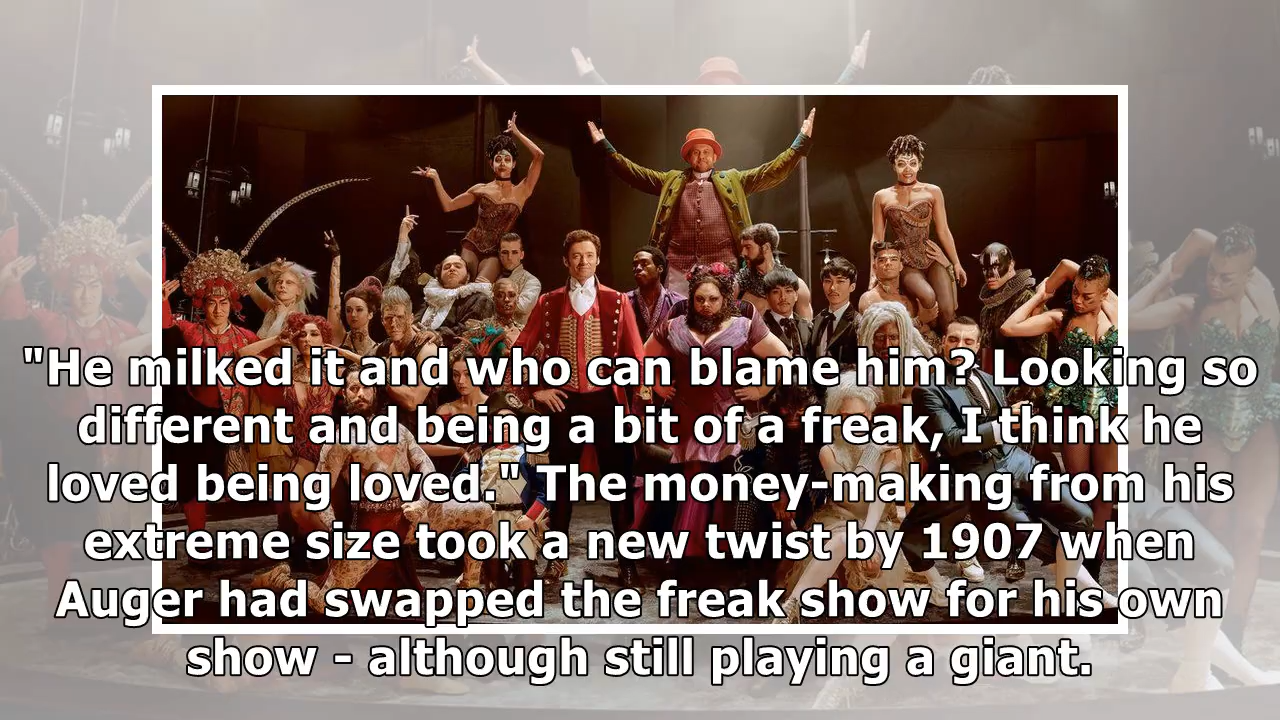 "He milked it and who can blame him? Looking so
different and being a bit of a freak, I think he
loved being loved." The money-making from his
extreme size took a new twist by 1907 when
Auger had swapped the freak show for his own
show - although still playing a giant.